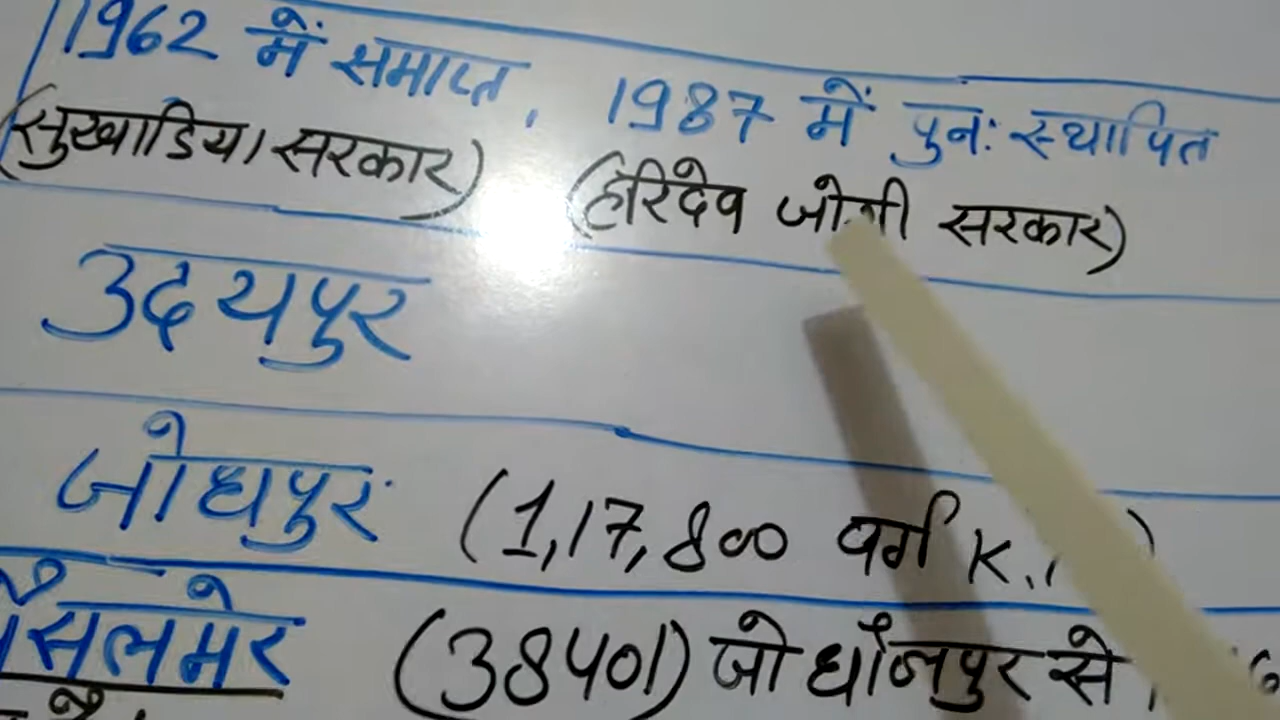 1962 में समाप्त, 1987 में पुनः स्थापित
(सुखाडिया सरकार) (हरिदेव जोशी सरकार)
उदयपुर
जोधपुर (1,17,800 वर्ग K.
जैसलमेर (38401) जो धौलपुर से